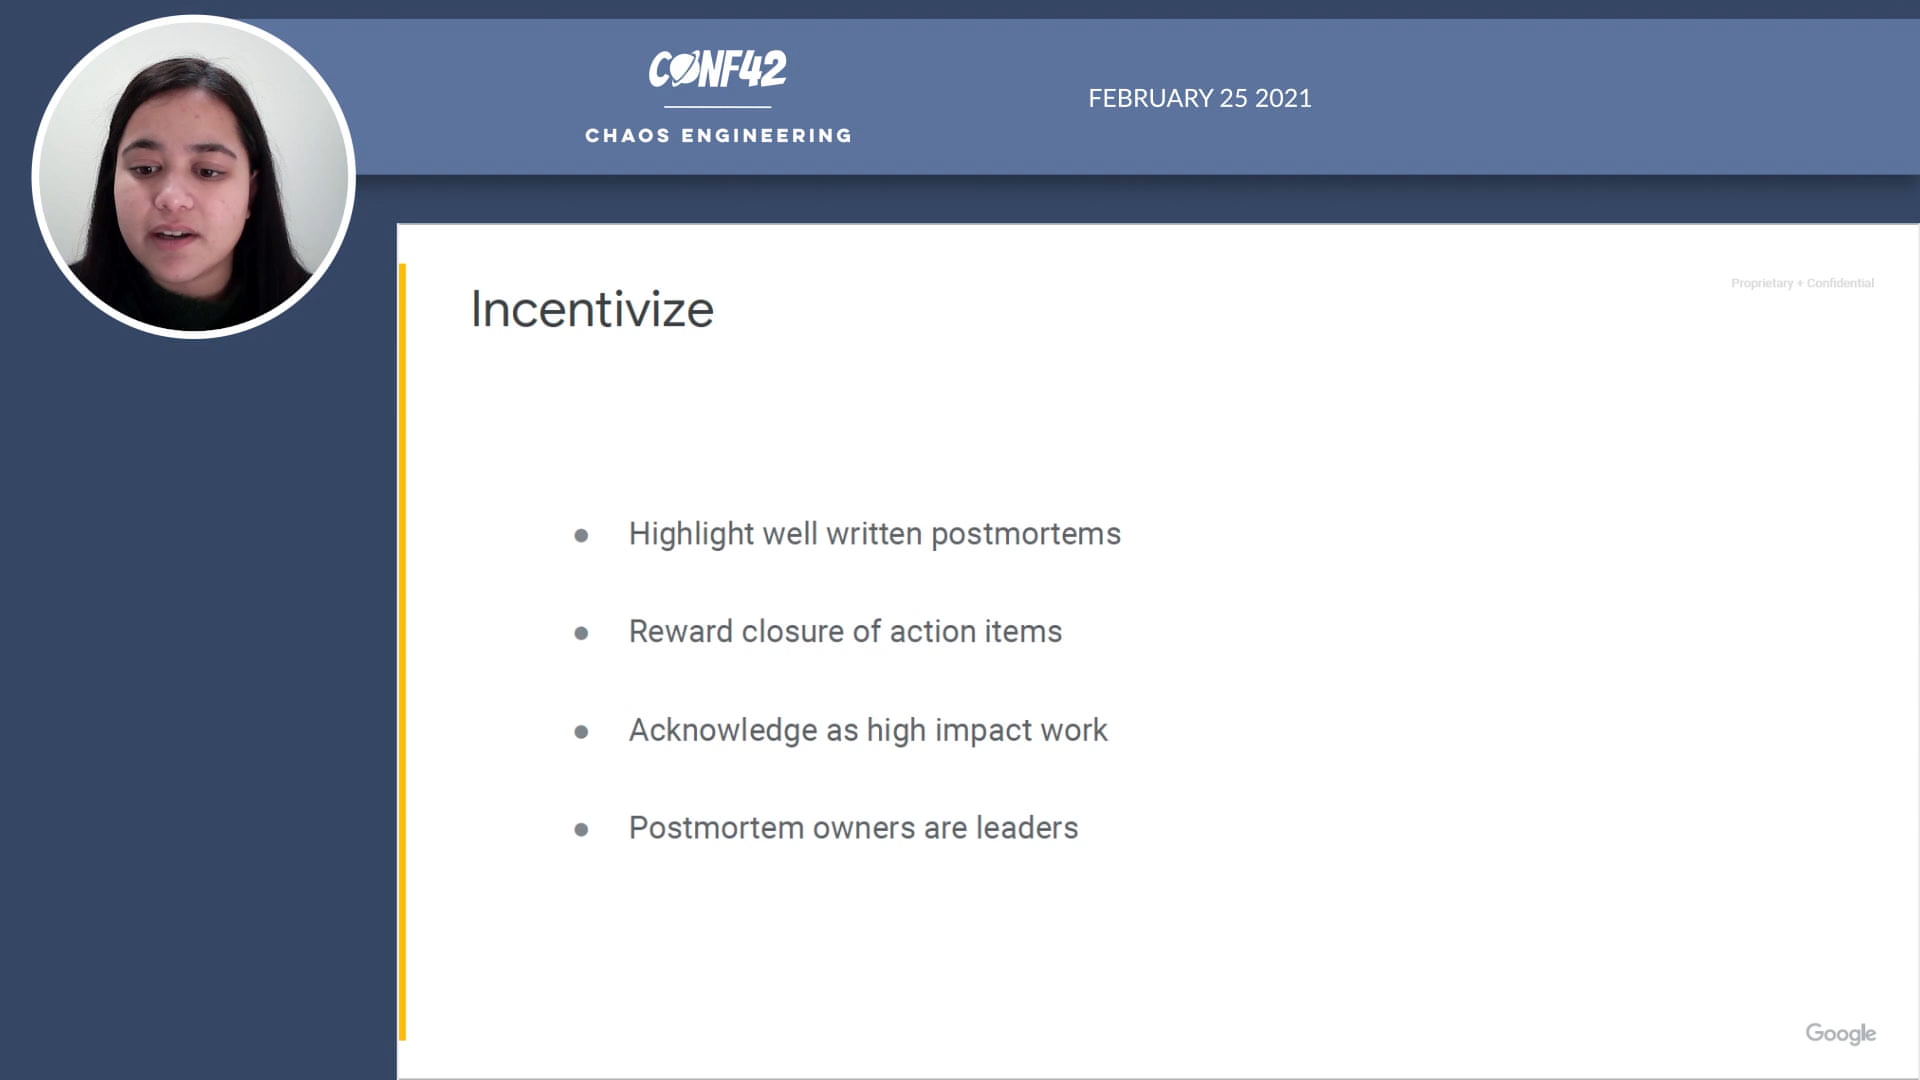 CONF42
CHAOS ENGINEERING
FEBRUARY 25 2021
Proprietary + Confidential
Incentivize
● Highlight well written postmortems
● Reward closure of action items
● Acknowledge as high impact work
● Postmortem owners are leaders
Google